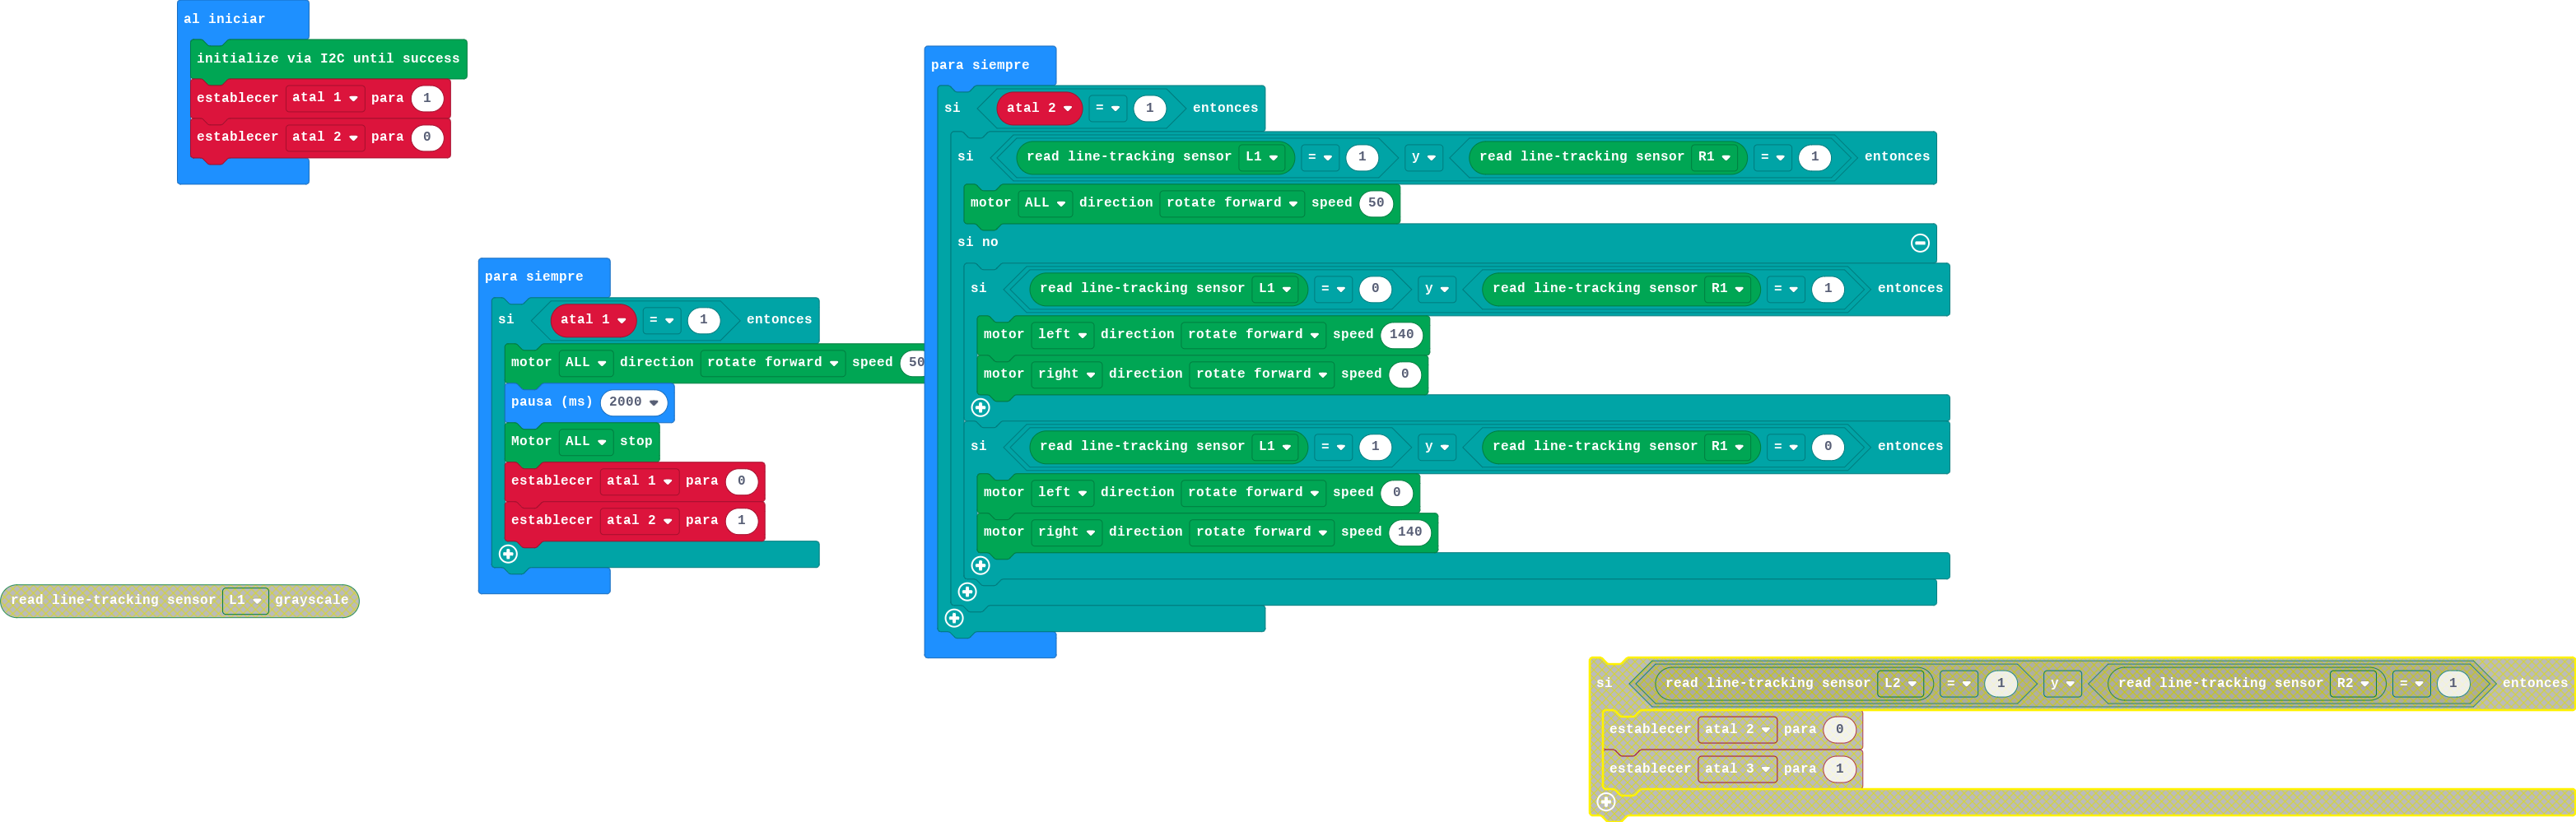 al iniciar
initialize via I2C until success
establecer atal 1 para 1
establecer atal 2 para 0
para siempre
si atal 1 = 1 entonces
motor ALL direction rotate forward speed 50
pausa (ms) 2000
Motor ALL stop
establecer atal 1 para 0
establecer atal 2 para 1
read line-tracking sensor L1 grayscale
para siempre
si atal 2 = 1 entonces
si read line-tracking sensor L1 = 1 y read line-tracking sensor R1 = 1 entonces
motor ALL direction rotate forward speed 50
si no
si read line-tracking sensor L1 = 0 y read line-tracking sensor R1 = 1 entonces
motor left direction rotate forward speed 140
motor right direction rotate forward speed 0
si read line-tracking sensor L1 = 1 y read line-tracking sensor R1 = 0 entonces
motor left direction rotate forward speed 0
motor right direction rotate forward speed 140
si read line-tracking sensor L2 = 1 y read line-tracking sensor R2 = 1 entonces
establecer atal 2 para 0
establecer atal 3 para 1